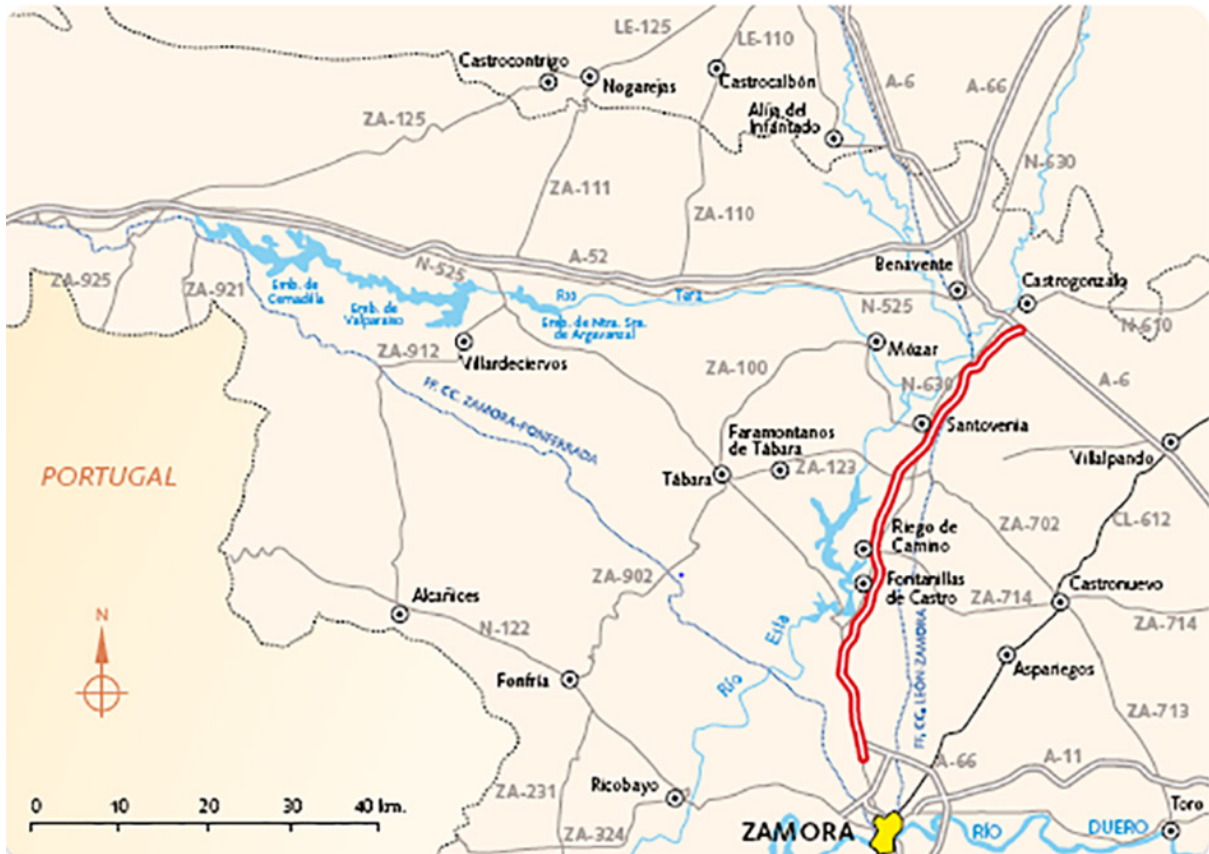 LE-125
LE-110
Castrocontrigo
Nogarejas
Castrocalbón
A-6
A-66
Alija del
Infantado
ZA-125
N-630
ZA-111
ZA-110
A-52
Benavente
Castrogonzalo
ZA-925
ZA-921
N-525
Emb. de
Cernadilla
Emb. de
Valparaiso
Río
Tera
Emb. de Ntra. Sra.
de Agavanzal
N-525
N-610
ZA-912
Villardeciervos
Mózar
ZA-100
N-630
A-6
FF. CC. ZAMORA-PONFERRADA
Santovenia
Faramontanos
de Tábara
ZA-123
Tábara
Villalpando
PORTUGAL
ZA-702
CL-612
Riego de
Camino
ZA-902
Fontanillas
de Castro
Castronuevo
ZA-714
ZA-714
Alcañices
N-122
N
Río
Esla
FF. CC. LEÓN-ZAMORA
Aspariegos
Fonfría
ZA-713
A-66
A-11
ZA-231
Ricobayo
0 10 20 30 40 km.
ZA-324
ZAMORA
RÍO
DUERO
Toro